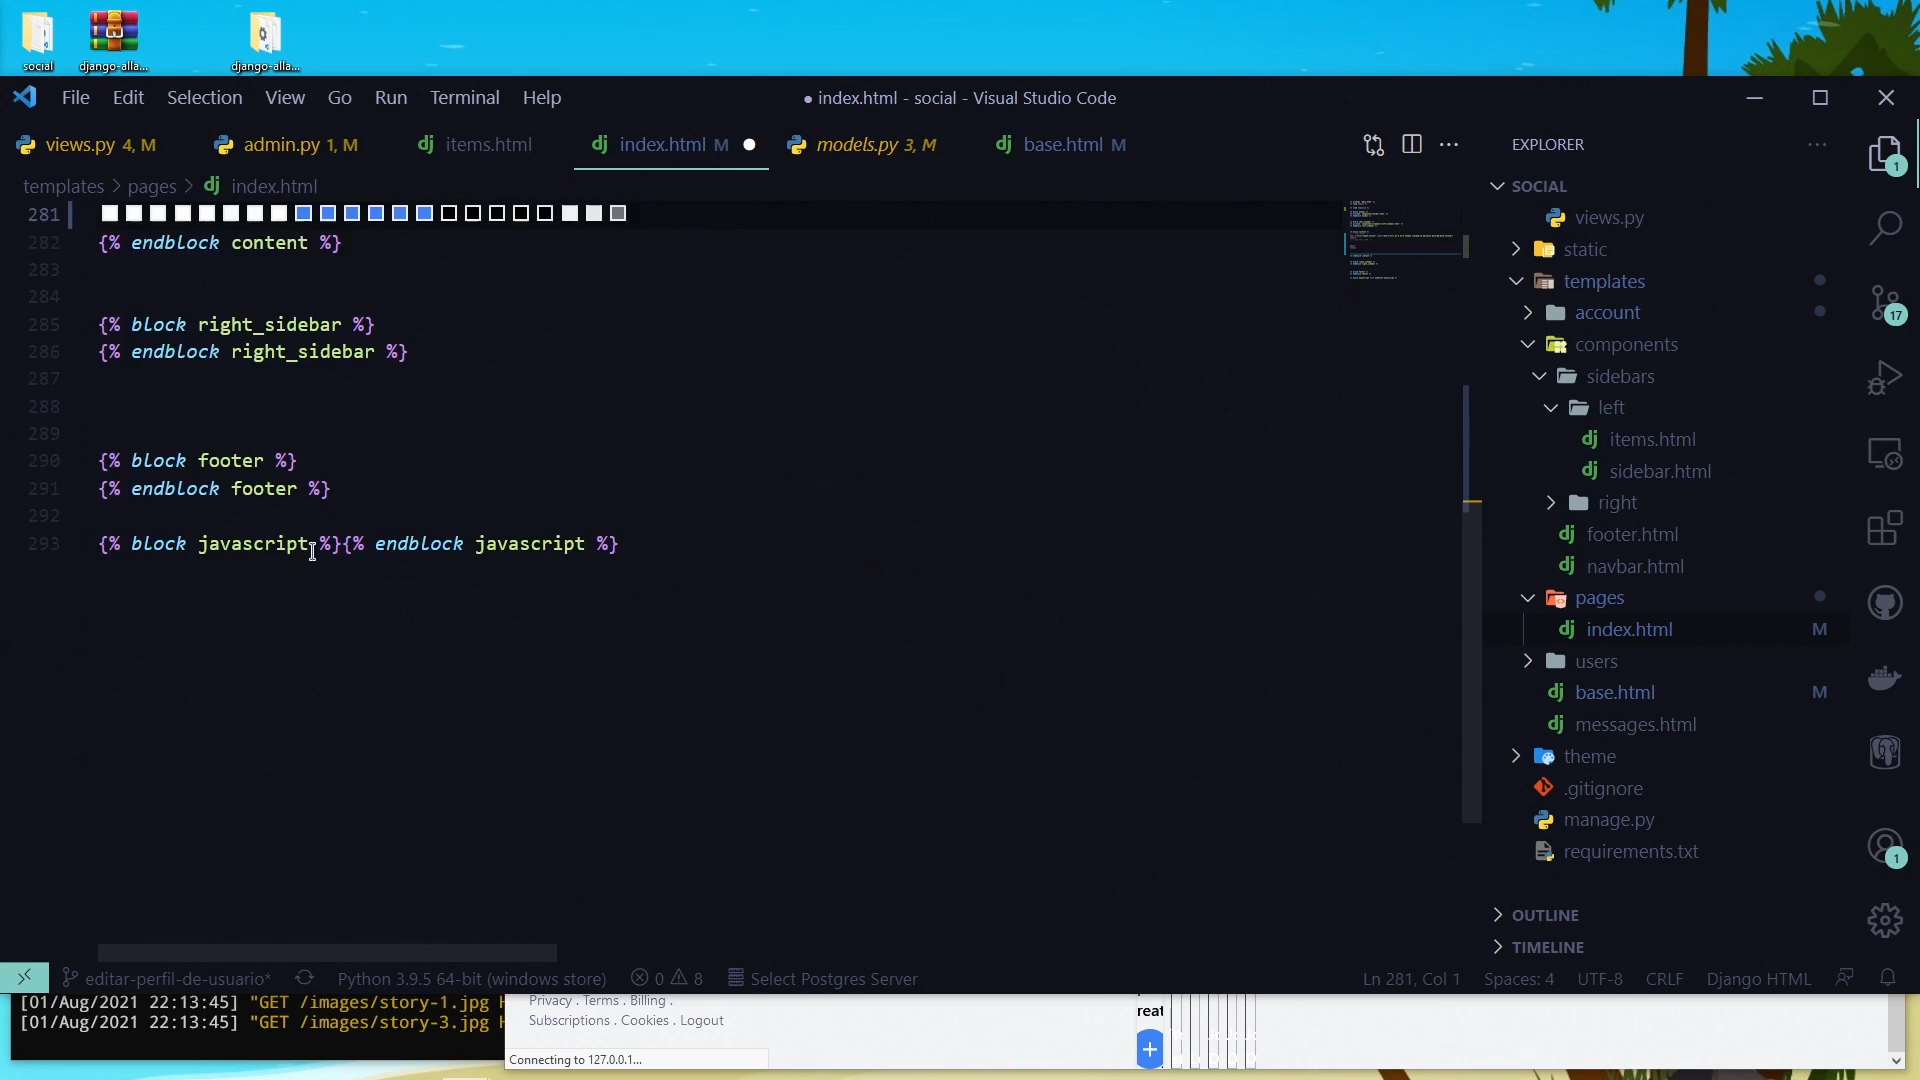 social django-alla... django-alla...
File Edit Selection View Go Run Terminal Help
● index.html - social - Visual Studio Code
views.py 4, M admin.py 1, M items.html index.html M models.py 3, M base.html M
templates > pages > index.html
281
282 {% endblock content %}
283
284
285 {% block right_sidebar %}
286 {% endblock right_sidebar %}
287
288
289
290 {% block footer %}
291 {% endblock footer %}
292
293 {% block javascript %}{% endblock javascript %}
EXPLORER
SOCIAL
views.py
static
templates
account
components
sidebars
left
items.html
sidebar.html
right
footer.html
navbar.html
pages
index.html M
users
base.html M
messages.html
theme
.gitignore
manage.py
requirements.txt
OUTLINE
TIMELINE
1
17
1
editar-perfil-de-usuario* Python 3.9.5 64-bit (windows store) 0 8 Select Postgres Server Ln 281, Col 1 Spaces: 4 UTF-8 CRLF Django HTML
[01/Aug/2021 22:13:45] "GET /images/story-1.jpg H
[01/Aug/2021 22:13:45] "GET /images/story-3.jpg H
Privacy . Terms . Billing .
Subscriptions . Cookies . Logout
Connecting to 127.0.0.1...
reat
+